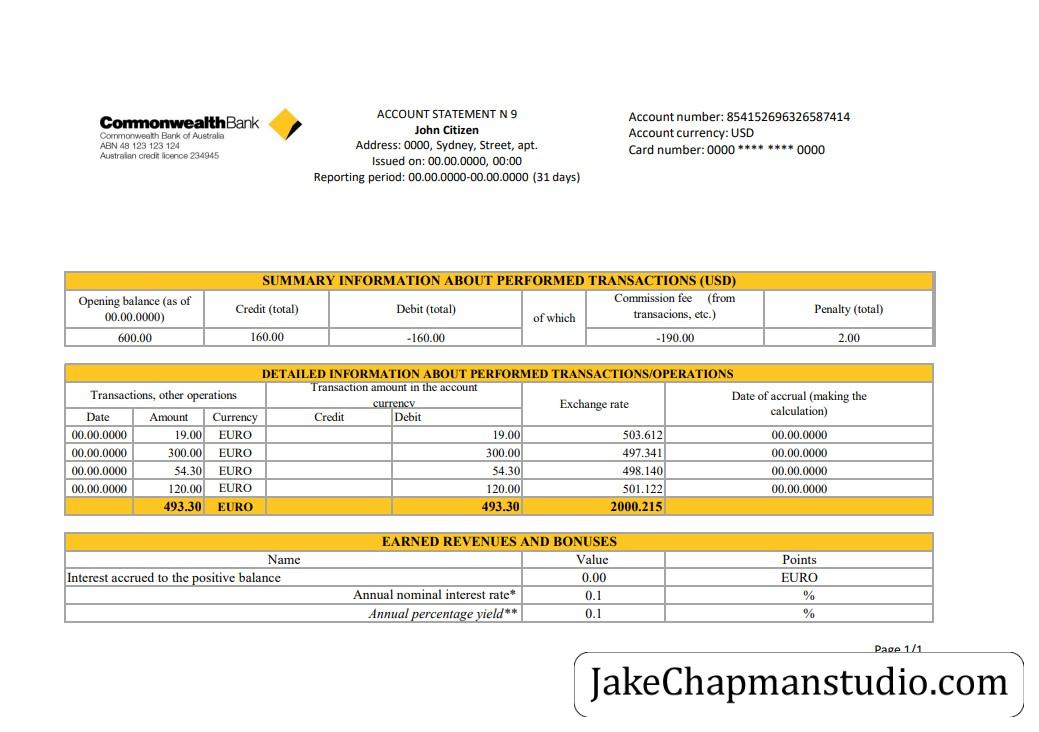 CommonwealthBank
Commonwealth Bank of Australia
ABN 48 123 123 124
Australian credit licence 234945
ACCOUNT STATEMENT N 9
John Citizen
Address: 0000, Sydney, Street, apt.
Issued on: 00.00.0000, 00:00
Reporting period: 00.00.0000-00.00.0000 (31 days)
Account number: 854152696326587414
Account currency: USD
Card number: 0000 **** **** 0000
SUMMARY INFORMATION ABOUT PERFORMED TRANSACTIONS (USD)
Opening balance (as of
00.00.0000)
Credit (total)
Debit (total)
of which
Commission fee (from
transacions, etc.)
Penalty (total)
600.00 160.00 -160.00 -190.00 2.00
DETAILED INFORMATION ABOUT PERFORMED TRANSACTIONS/OPERATIONS
Transactions, other operations
Transaction amount in the account
currency
Exchange rate
Date of accrual (making the
calculation)
Date Amount Currency Credit Debit
00.00.0000 19.00 EURO 19.00 503.612 00.00.0000
00.00.0000 300.00 EURO 300.00 497.341 00.00.0000
00.00.0000 54.30 EURO 54.30 498.140 00.00.0000
00.00.0000 120.00 EURO 120.00 501.122 00.00.0000
493.30 EURO 493.30 2000.215
EARNED REVENUES AND BONUSES
Name Value Points
Interest accrued to the positive balance 0.00 EURO
Annual nominal interest rate* 0.1 %
Annual percentage yield** 0.1 %
Page 1/1
JakeChapmanstudio.com